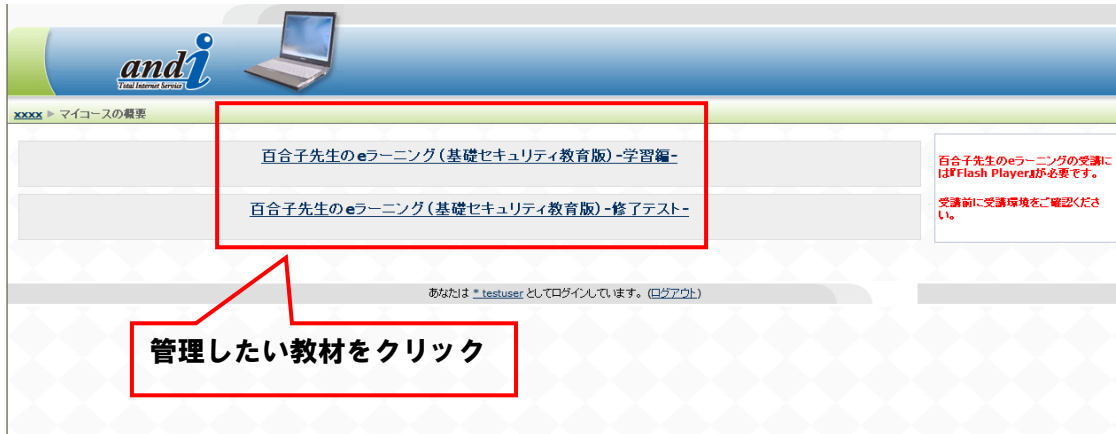 andi
Total Internet Service
xxxx ▶ マイコースの概要
百合子先生のeラーニング(基礎セキュリティ教育版)-学習編-
百合子先生のeラーニング(基礎セキュリティ教育版)-修了テスト-
百合子先生のeラーニングの受講に
は『Flash Player』が必要です。
受講前に受講環境をご確認くださ
い。
あなたは * testuser としてログインしています。(ログアウト)
管理したい教材をクリック